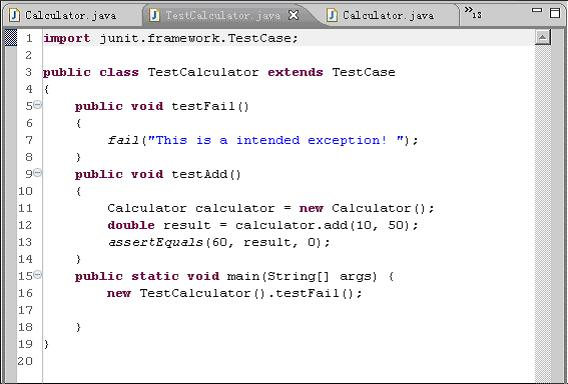 Calculator.java TestCalculator.java Calculator.java »13
1 import junit.framework.TestCase;
2
3 public class TestCalculator extends TestCase
4 {
5 public void testFail()
6 {
7 fail("This is a intended exception! ");
8 }
9 public void testAdd()
10 {
11 Calculator calculator = new Calculator();
12 double result = calculator.add(10, 50);
13 assertEquals(60, result, 0);
14 }
15 public static void main(String[] args) {
16 new TestCalculator().testFail();
17
18 }
19 }
20